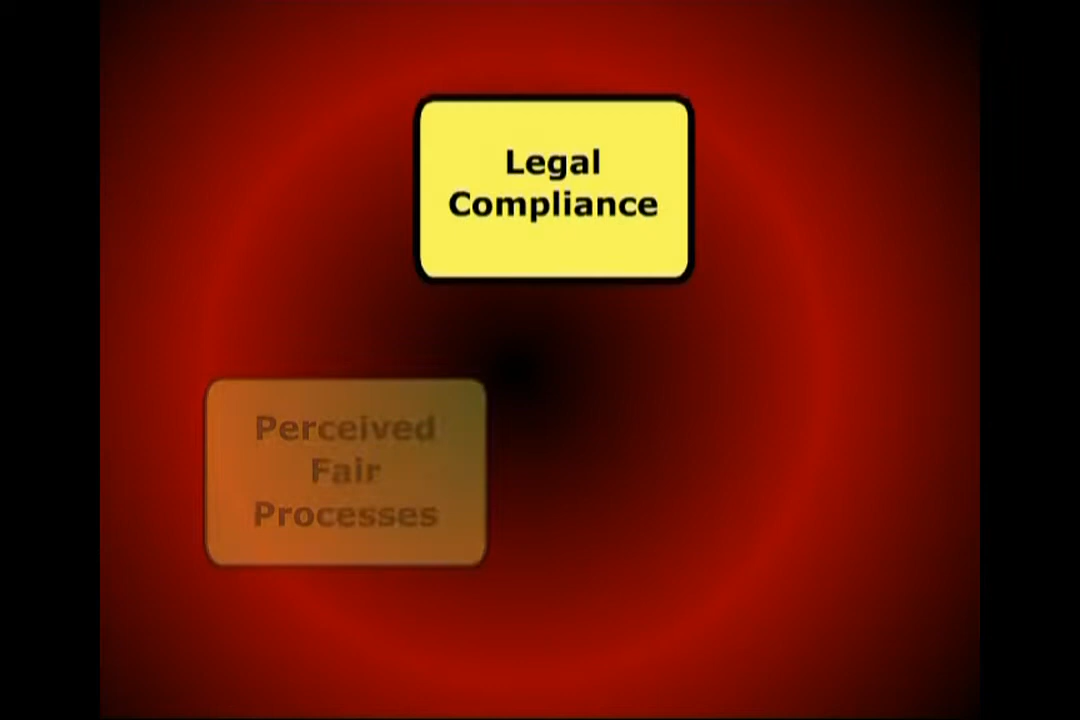 Legal
Compliance
Perceived
Fair
Processes